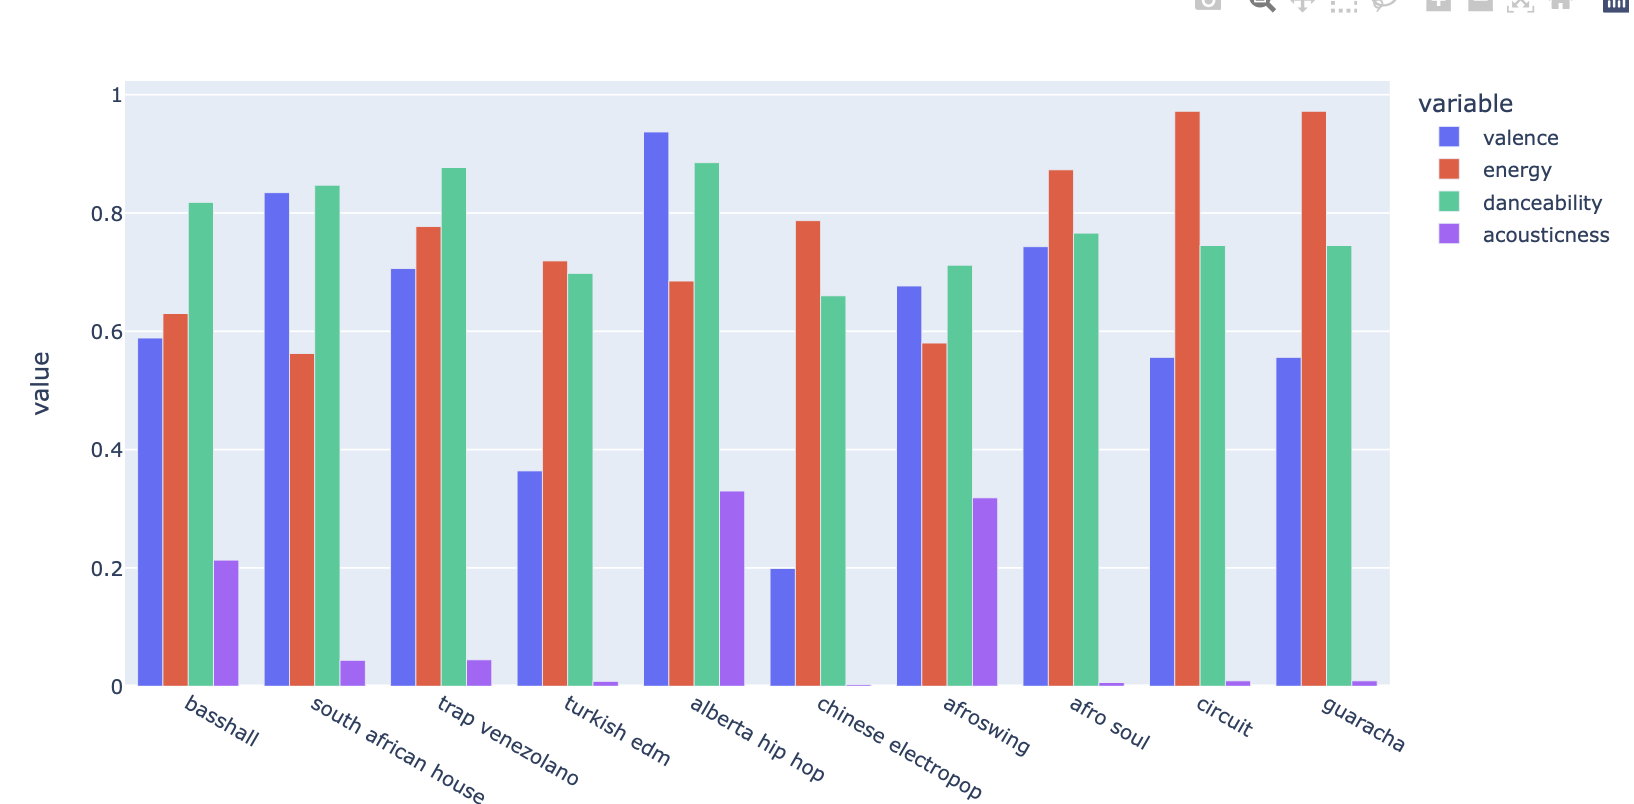 1
0.8
0.6
0.4
0.2
0
value
basshall
south african house
trap venezolano
turkish edm
alberta hip hop
chinese electropop
afroswing
afro soul
circuit
guaracha
variable
valence
energy
danceability
acousticness